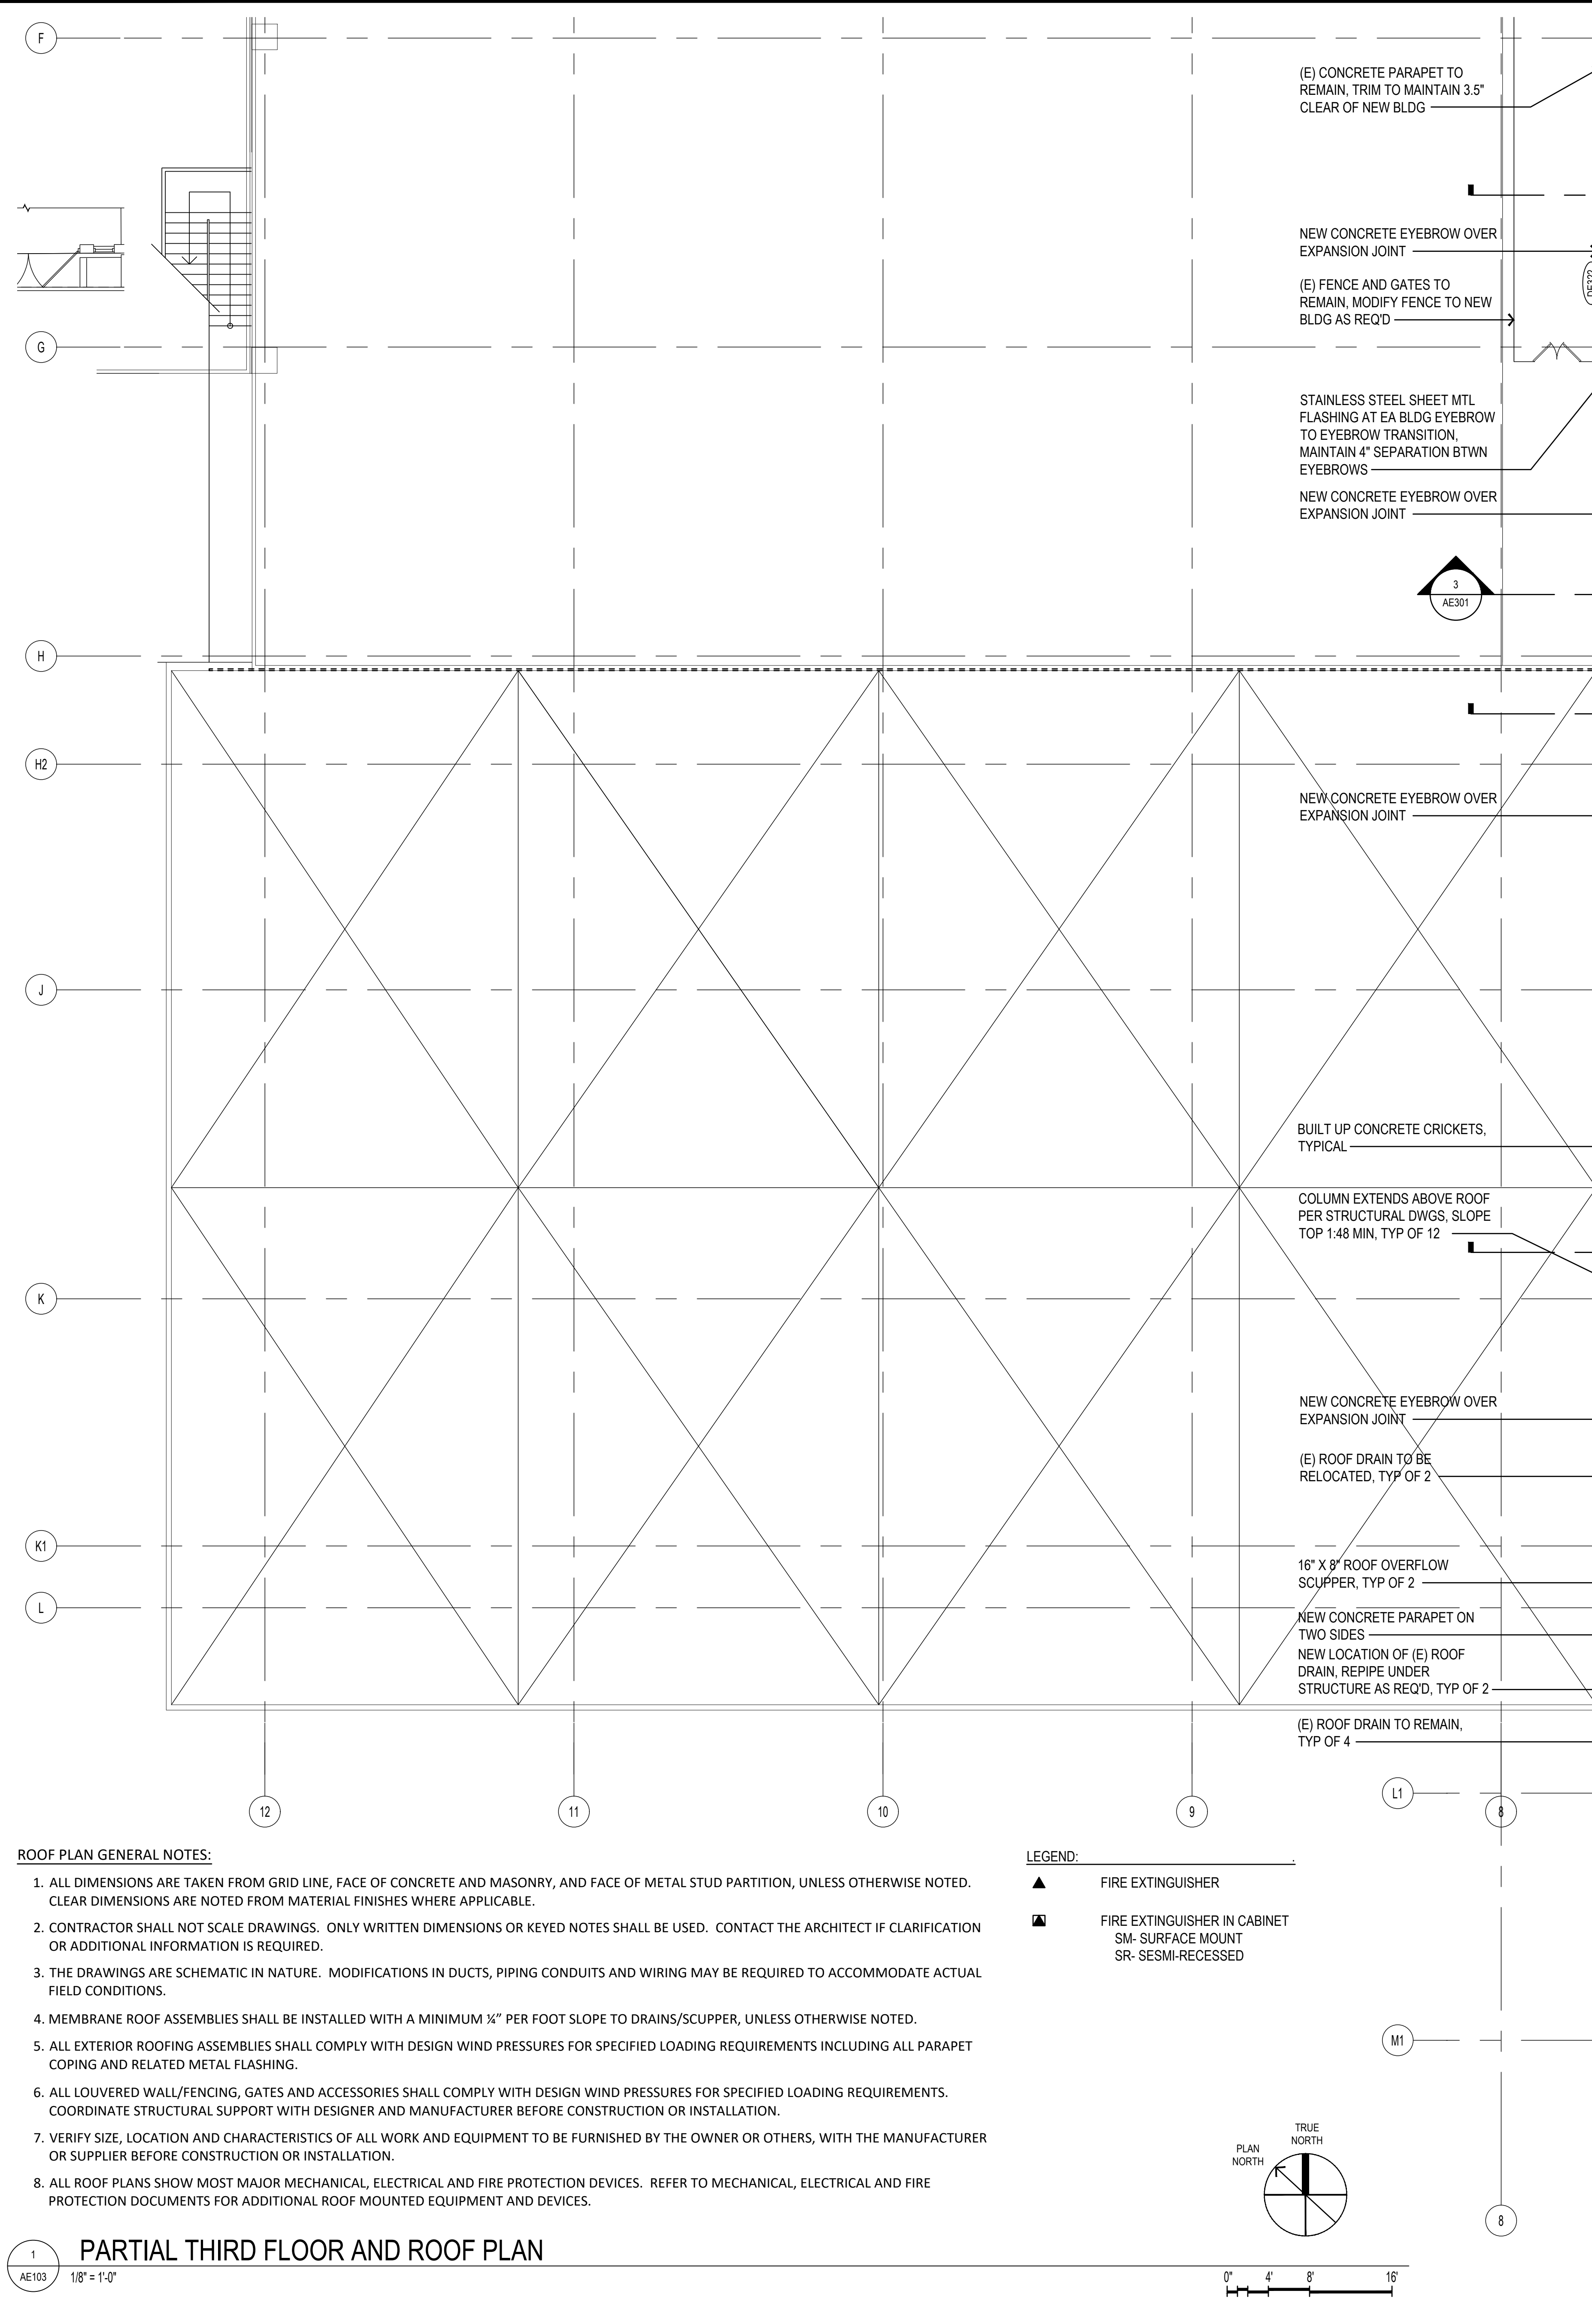 F
(E) CONCRETE PARAPET TO
REMAIN, TRIM TO MAINTAIN 3.5"
CLEAR OF NEW BLDG
NEW CONCRETE EYEBROW OVER
EXPANSION JOINT
(E) FENCE AND GATES TO
REMAIN, MODIFY FENCE TO NEW
BLDG AS REQ'D
G
STAINLESS STEEL SHEET MTL
FLASHING AT EA BLDG EYEBROW
TO EYEBROW TRANSITION,
MAINTAIN 4" SEPARATION BTWN
EYEBROWS
NEW CONCRETE EYEBROW OVER
EXPANSION JOINT
3
AE301
H
H2
NEW CONCRETE EYEBROW OVER
EXPANSION JOINT
J
BUILT UP CONCRETE CRICKETS,
TYPICAL
COLUMN EXTENDS ABOVE ROOF
PER STRUCTURAL DWGS, SLOPE
TOP 1:48 MIN, TYP OF 12
K
NEW CONCRETE EYEBROW OVER
EXPANSION JOINT
(E) ROOF DRAIN TO BE
RELOCATED, TYP OF 2
K1
16" X 8" ROOF OVERFLOW
SCUPPER, TYP OF 2
L
NEW CONCRETE PARAPET ON
TWO SIDES
NEW LOCATION OF (E) ROOF
DRAIN, REPIPE UNDER
STRUCTURE AS REQ'D, TYP OF 2
(E) ROOF DRAIN TO REMAIN,
TYP OF 4
L1
12
11
10
9
8
ROOF PLAN GENERAL NOTES:
1. ALL DIMENSIONS ARE TAKEN FROM GRID LINE, FACE OF CONCRETE AND MASONRY, AND FACE OF METAL STUD PARTITION, UNLESS OTHERWISE NOTED.
CLEAR DIMENSIONS ARE NOTED FROM MATERIAL FINISHES WHERE APPLICABLE.
2. CONTRACTOR SHALL NOT SCALE DRAWINGS. ONLY WRITTEN DIMENSIONS OR KEYED NOTES SHALL BE USED. CONTACT THE ARCHITECT IF CLARIFICATION
OR ADDITIONAL INFORMATION IS REQUIRED.
3. THE DRAWINGS ARE SCHEMATIC IN NATURE. MODIFICATIONS IN DUCTS, PIPING CONDUITS AND WIRING MAY BE REQUIRED TO ACCOMMODATE ACTUAL
FIELD CONDITIONS.
4. MEMBRANE ROOF ASSEMBLIES SHALL BE INSTALLED WITH A MINIMUM ¼” PER FOOT SLOPE TO DRAINS/SCUPPER, UNLESS OTHERWISE NOTED.
5. ALL EXTERIOR ROOFING ASSEMBLIES SHALL COMPLY WITH DESIGN WIND PRESSURES FOR SPECIFIED LOADING REQUIREMENTS INCLUDING ALL PARAPET
COPING AND RELATED METAL FLASHING.
6. ALL LOUVERED WALL/FENCING, GATES AND ACCESSORIES SHALL COMPLY WITH DESIGN WIND PRESSURES FOR SPECIFIED LOADING REQUIREMENTS.
COORDINATE STRUCTURAL SUPPORT WITH DESIGNER AND MANUFACTURER BEFORE CONSTRUCTION OR INSTALLATION.
7. VERIFY SIZE, LOCATION AND CHARACTERISTICS OF ALL WORK AND EQUIPMENT TO BE FURNISHED BY THE OWNER OR OTHERS, WITH THE MANUFACTURER
OR SUPPLIER BEFORE CONSTRUCTION OR INSTALLATION.
8. ALL ROOF PLANS SHOW MOST MAJOR MECHANICAL, ELECTRICAL AND FIRE PROTECTION DEVICES. REFER TO MECHANICAL, ELECTRICAL AND FIRE
PROTECTION DOCUMENTS FOR ADDITIONAL ROOF MOUNTED EQUIPMENT AND DEVICES.
LEGEND: .
FIRE EXTINGUISHER
FIRE EXTINGUISHER IN CABINET
SM- SURFACE MOUNT
SR- SESMI-RECESSED
M1
TRUE
NORTH
PLAN
NORTH
8
1
AE103
PARTIAL THIRD FLOOR AND ROOF PLAN
1/8" = 1'-0"
0" 4' 8' 16'